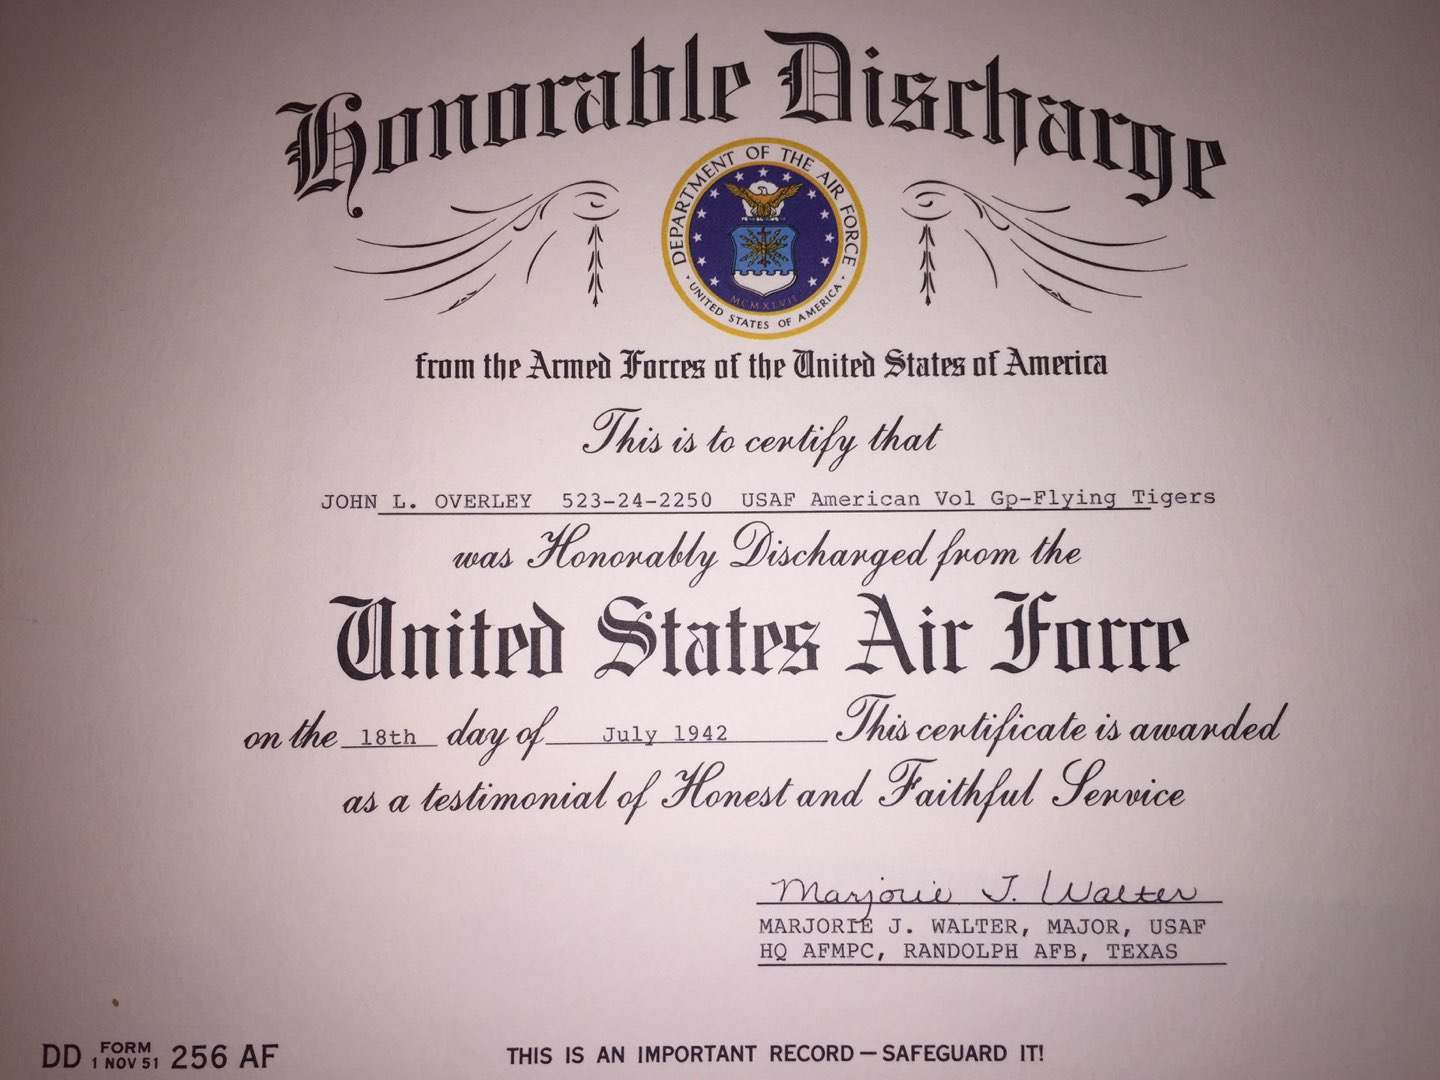 Honorable Discharge
DEPARTMENT OF THE AIR FORCE
MCMXLVII
UNITED STATES OF AMERICA
from the Armed Forces of the United States of America
This is to certify that
JOHN L. OVERLEY 523-24-2250 USAF American Vol Gp-Flying Tigers
was Honorably Discharged from the
United States Air Force
on the 18th day of July 1942 This certificate is awarded
as a testimonial of Honest and Faithful Service
Marjorie J. Walter
MARJORIE J. WALTER, MAJOR, USAF
HQ AFMPC, RANDOLPH AFB, TEXAS
DD FORM 1 NOV 51 256 AF THIS IS AN IMPORTANT RECORD — SAFEGUARD IT!